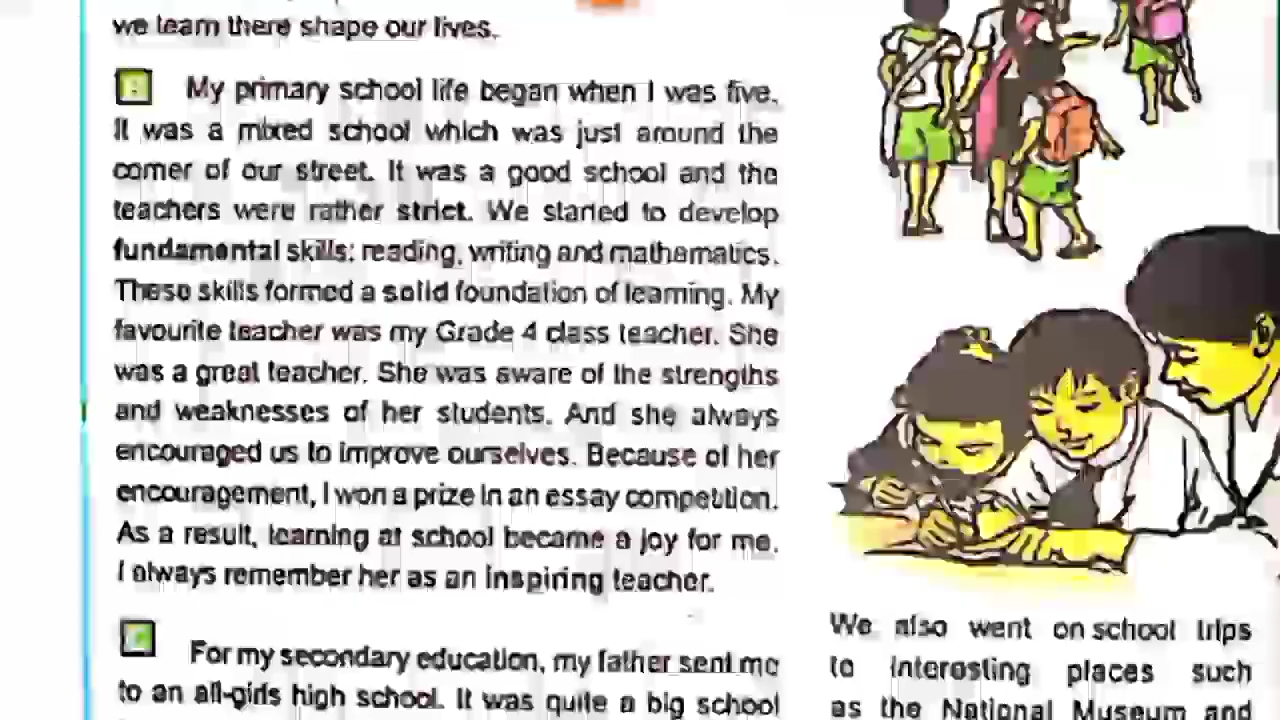 we learn there shape our lives.
B My primary school life began when I was five.
It was a mixed school which was just around the
corner of our street. It was a good school and the
teachers were rather strict. We started to develop
fundamental skills: reading, writing and mathematics.
These skills formed a solid foundation of learning. My
favourite teacher was my Grade 4 class teacher. She
was a great teacher. She was aware of the strengths
and weaknesses of her students. And she always
encouraged us to improve ourselves. Because of her
encouragement, I won a prize in an essay competition.
As a result, learning at school became a joy for me.
I always remember her as an inspiring teacher.
C For my secondary education, my father sent me
to an all-girls high school. It was quite a big school
We also went on school trips
to interesting places such
as the National Museum and